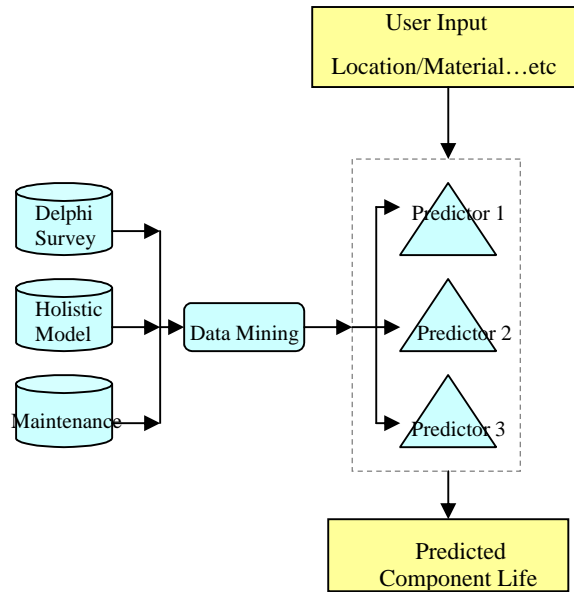 User Input
Location/Material…etc
Delphi
Survey
Predictor 1
Holistic
Model
Data Mining
Predictor 2
Maintenance
Predictor 3
Predicted
Component Life